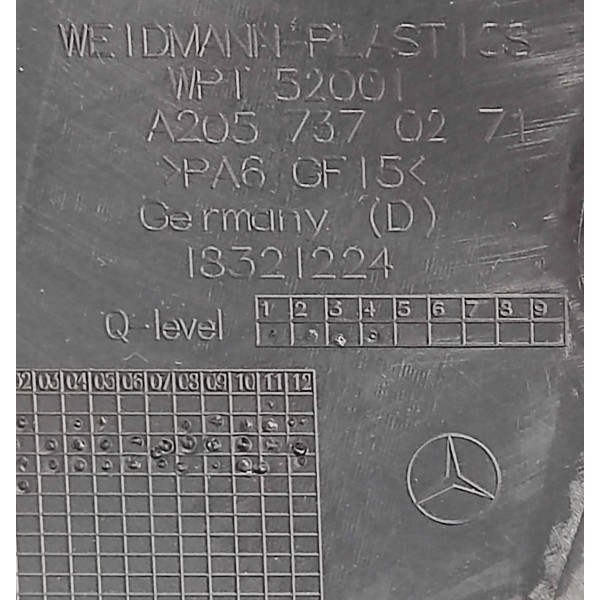 WEIDMANN-PLASTICS
WPT 52001
A205 737 02 71
>PA6 GF15<
Germany (D)
18321224
Q-level 1 2 3 4 5 6 7 8 9
02 03 04 05 06 07 08 09 10 11 12